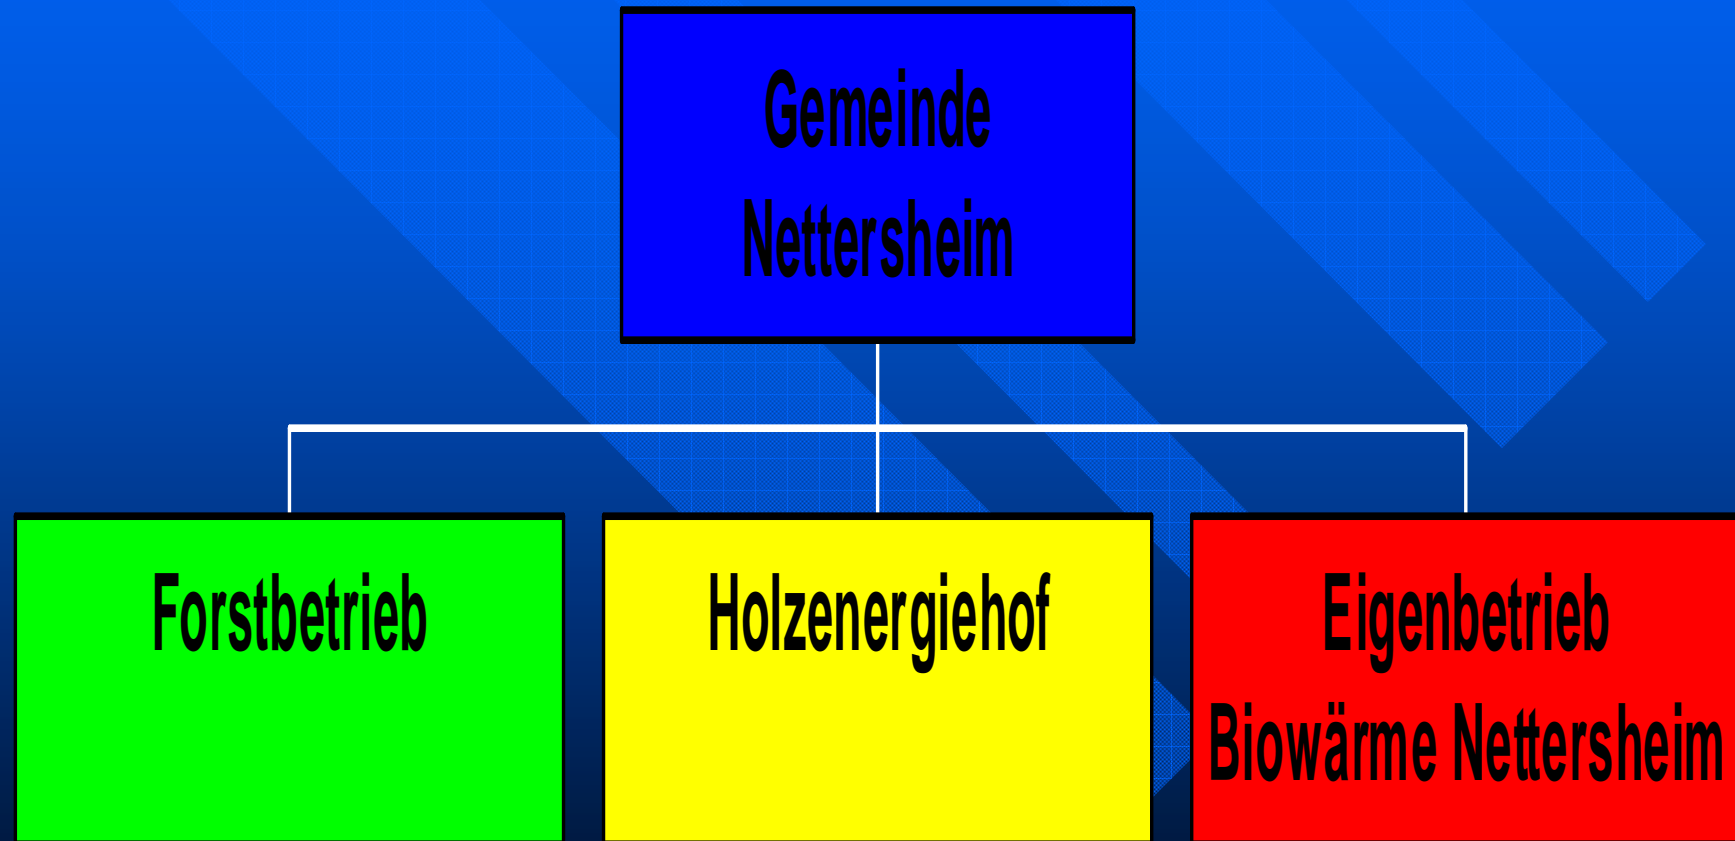 Gemeinde
Nettersheim
Forstbetrieb
Holzenergiehof
Eigenbetrieb
Biowärme Nettersheim